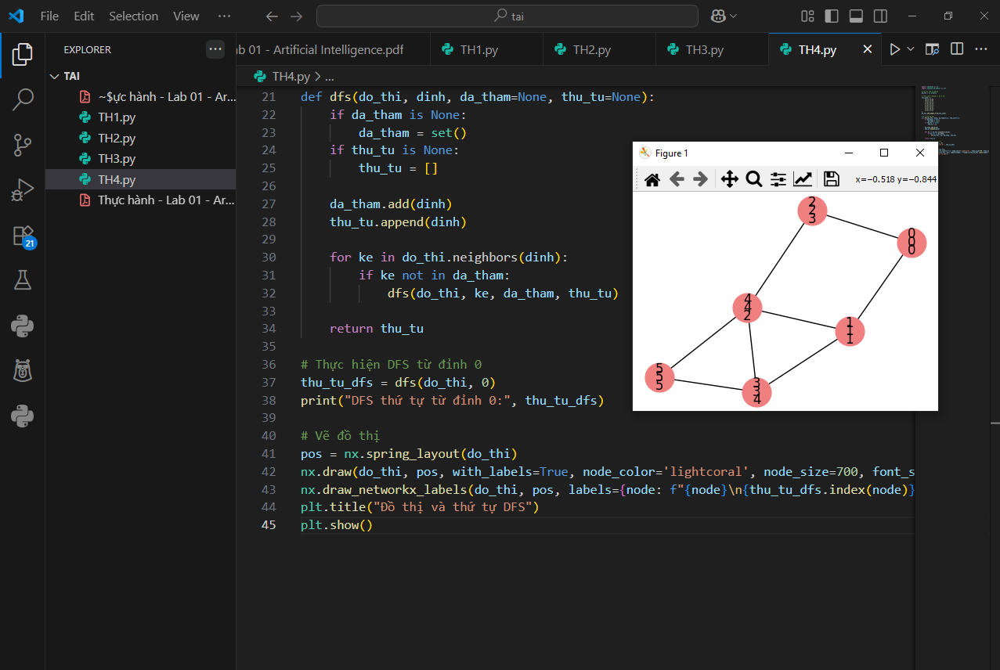 File Edit Selection View ··· tai
EXPLORER ···
TAI
~$ực hành - Lab 01 - Ar...
TH1.py
TH2.py
TH3.py
TH4.py
Thực hành - Lab 01 - Ar...
21
ab 01 - Artificial Intelligence.pdf TH1.py TH2.py TH3.py TH4.py
TH4.py > ...
21 def dfs(do_thi, dinh, da_tham=None, thu_tu=None):
22 if da_tham is None:
23 da_tham = set()
24 if thu_tu is None:
25 thu_tu = []
26
27 da_tham.add(dinh)
28 thu_tu.append(dinh)
29
30 for ke in do_thi.neighbors(dinh):
31 if ke not in da_tham:
32 dfs(do_thi, ke, da_tham, thu_tu)
33
34 return thu_tu
35
36 # Thực hiện DFS từ đỉnh 0
37 thu_tu_dfs = dfs(do_thi, 0)
38 print("DFS thứ tự từ đỉnh 0:", thu_tu_dfs)
39
40 # Vẽ đồ thị
41 pos = nx.spring_layout(do_thi)
42 nx.draw(do_thi, pos, with_labels=True, node_color='lightcoral', node_size=700, font_s
43 nx.draw_networkx_labels(do_thi, pos, labels={node: f"{node}\n{thu_tu_dfs.index(node)}
44 plt.title("Đồ thị và thứ tự DFS")
45 plt.show()
Figure 1
x=−0.518 y=−0.844
2
2
3
0
0
0
4
4
2
1
1
1
5
5
5
3
3
4